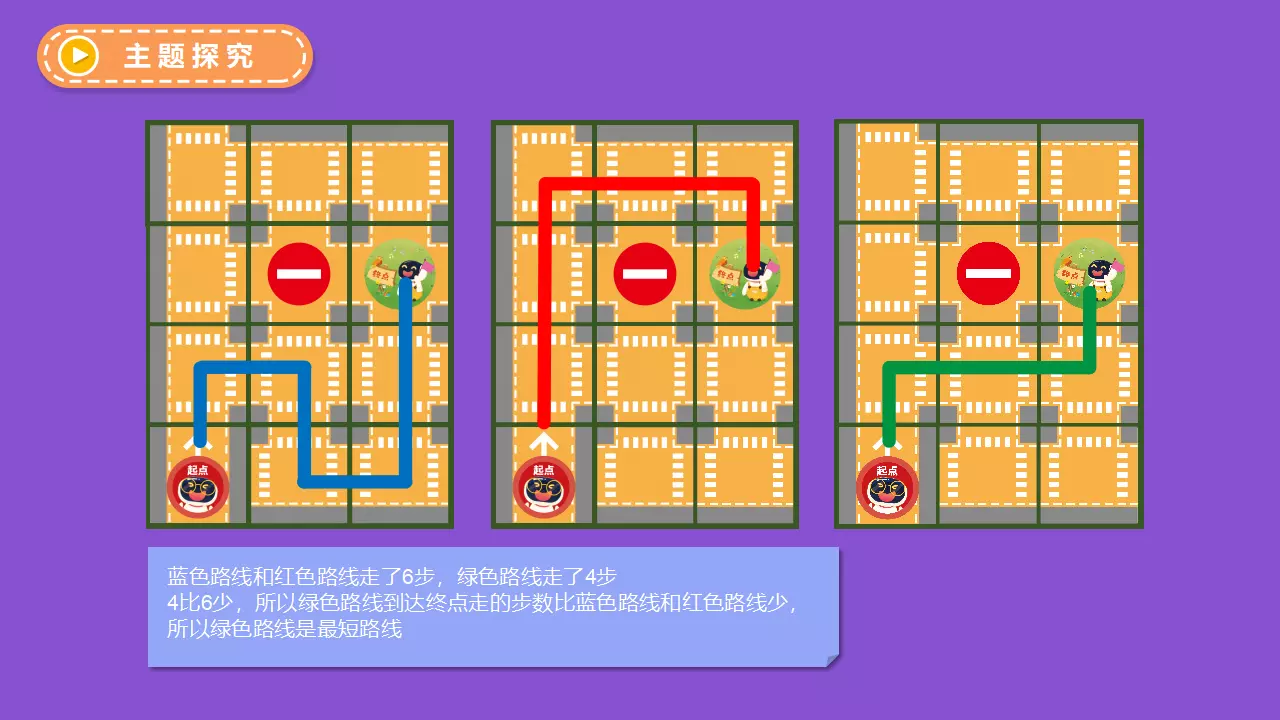 主题探究
终点
终点
终点
起点
起点
起点
蓝色路线和红色路线走了6步，绿色路线走了4步
4比6少，所以绿色路线到达终点走的步数比蓝色路线和红色路线少，
所以绿色路线是最短路线